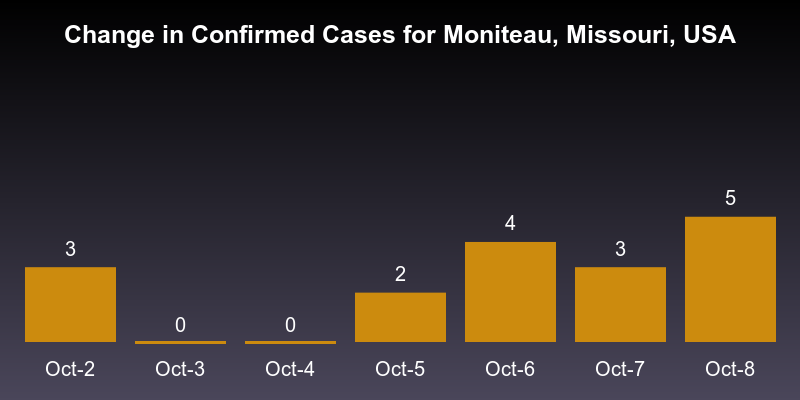 Change in Confirmed Cases for Moniteau, Missouri, USA
3 0 0 2 4 3 5
Oct-2 Oct-3 Oct-4 Oct-5 Oct-6 Oct-7 Oct-8